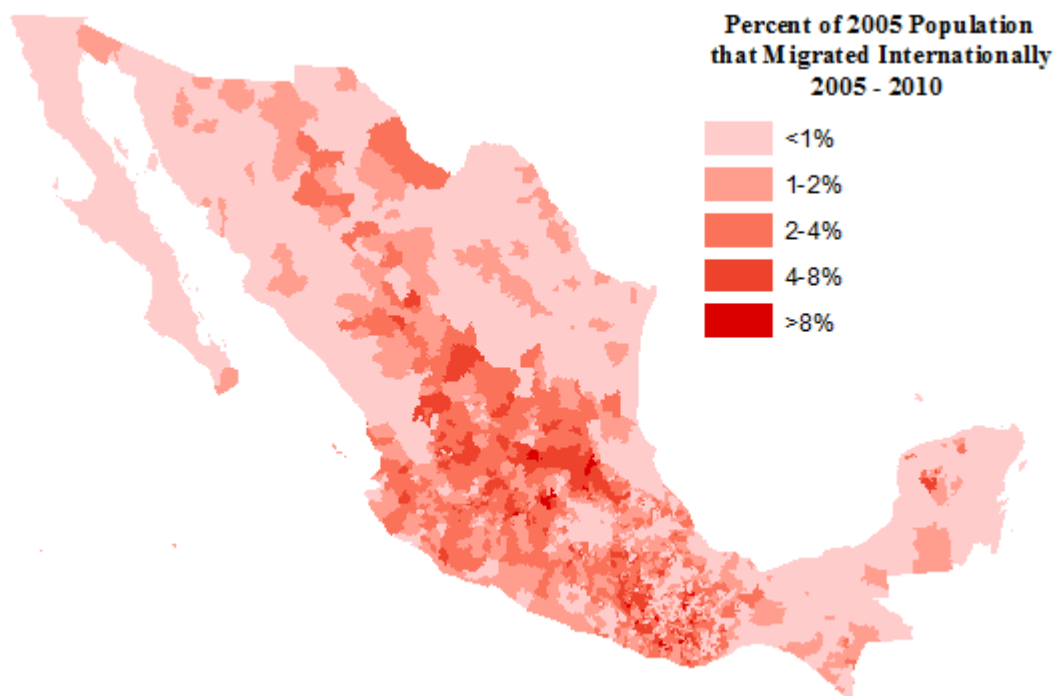 Percent of 2005 Population
that Migrated Internationally
2005 - 2010
<1%
1-2%
2-4%
4-8%
>8%